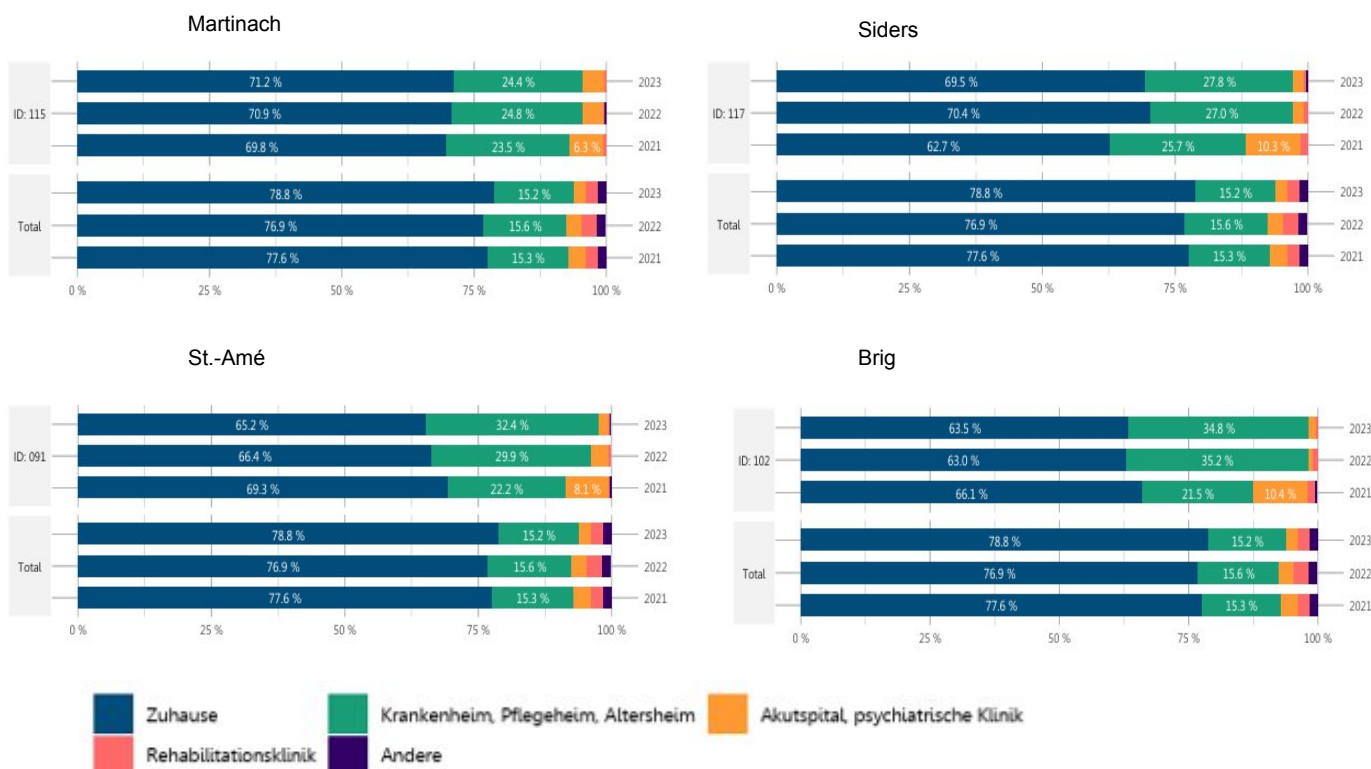 Martinach
71.2 % 24.4 % 2023
ID: 115 70.9 % 24.8 % 2022
69.8 % 23.5 % 6.3 % 2021
78.8 % 15.2 % 2023
Total 76.9 % 15.6 % 2022
77.6 % 15.3 % 2021
0 % 25 % 50 % 75 % 100 %
Siders
69.5 % 27.8 % 2023
ID: 117 70.4 % 27.0 % 2022
62.7 % 25.7 % 10.3 % 2021
78.8 % 15.2 % 2023
Total 76.9 % 15.6 % 2022
77.6 % 15.3 % 2021
0 % 25 % 50 % 75 % 100 %
St.-Amé
65.2 % 32.4 % 2023
ID: 091 66.4 % 29.9 % 2022
69.3 % 22.2 % 8.1 % 2021
78.8 % 15.2 % 2023
Total 76.9 % 15.6 % 2022
77.6 % 15.3 % 2021
0 % 25 % 50 % 75 % 100 %
Brig
63.5 % 34.8 % 2023
ID: 102 63.0 % 35.2 % 2022
66.1 % 21.5 % 10.4 % 2021
78.8 % 15.2 % 2023
Total 76.9 % 15.6 % 2022
77.6 % 15.3 % 2021
0 % 25 % 50 % 75 % 100 %
Zuhause Krankenheim, Pflegeheim, Altersheim Akutspital, psychiatrische Klinik
Rehabilitationsklinik Andere